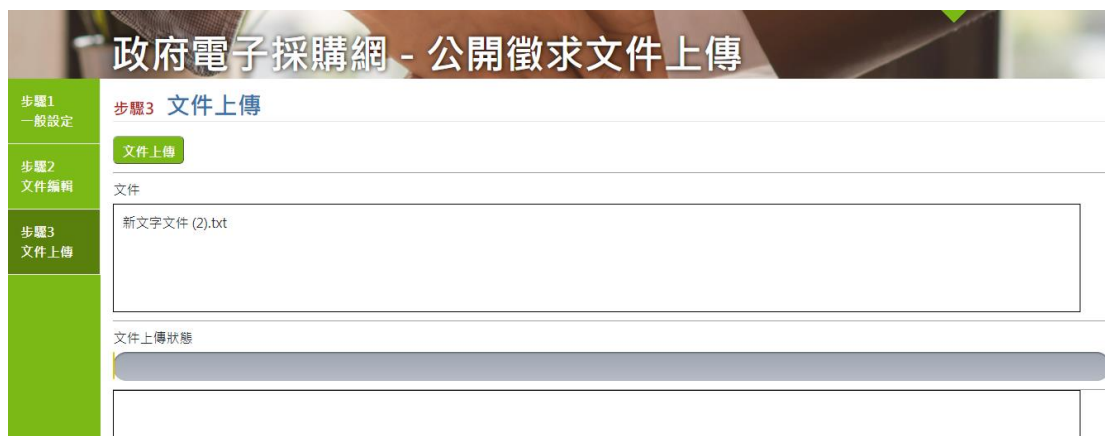 政府電子採購網 - 公開徵求文件上傳
步驟1
一般設定
步驟2
文件編輯
步驟3
文件上傳
步驟3 文件上傳
文件上傳
文件
新文字文件 (2).txt
文件上傳狀態